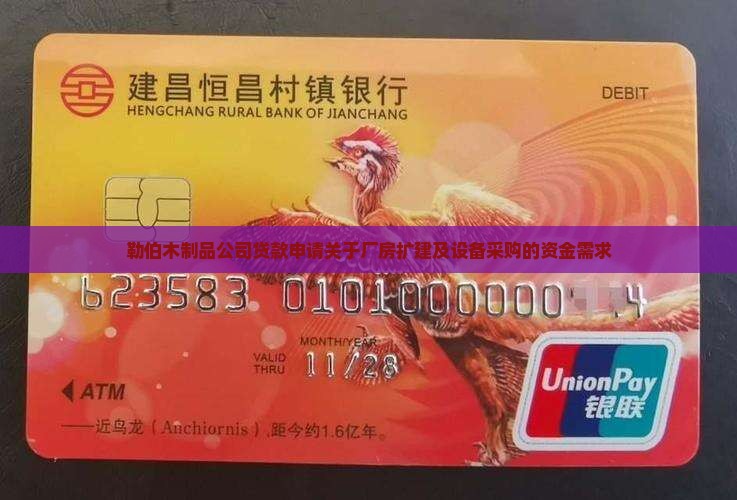 建昌恒昌村镇银行
HENGCHANG RURAL BANK OF JIANCHANG
DEBIT
勒伯木制品公司贷款申请关于厂房扩建及设备采购的资金需求
623583 0101000000 4
MONTH/YEAR
VALID THRU 11/28
ATM
UnionPay
银联
——近鸟龙（Anchiornis）,距今约1.6亿年。